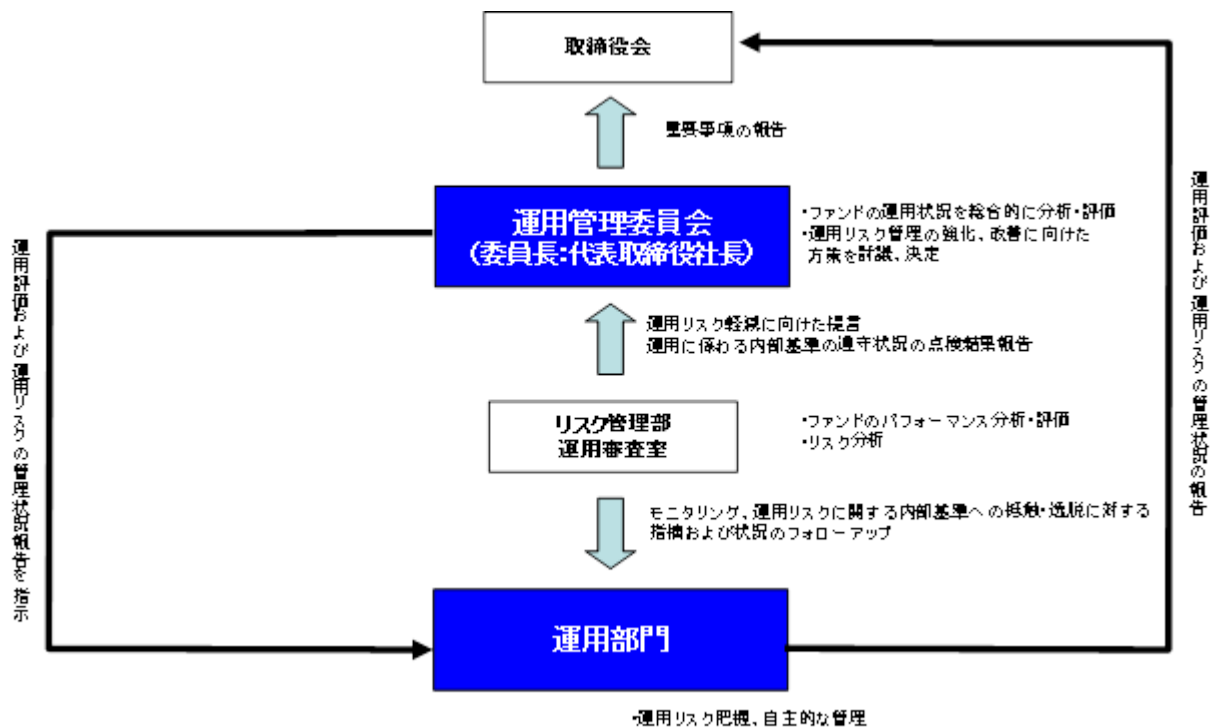 取締役会
重要事項の報告
運用管理委員会
(委員長:代表取締役社長)
・ファンドの運用状況を総合的に分析・評価
・運用リスク管理の強化、改善に向けた
方策を討議、決定
運用リスク軽減に向けた提言
運用に係わる内部基準の遵守状況の点検結果報告
リスク管理部
運用審査室
・ファンドのパフォーマンス分析・評価
・リスク分析
モニタリング、運用リスクに関する内部基準への抵触・逸脱に対する
指摘および状況のフォローアップ
運用部門
・運用リスク把握、自主的な管理
運用評価および運用リスクの管理状況報告を指示
運用評価および運用リスクの管理状況の報告